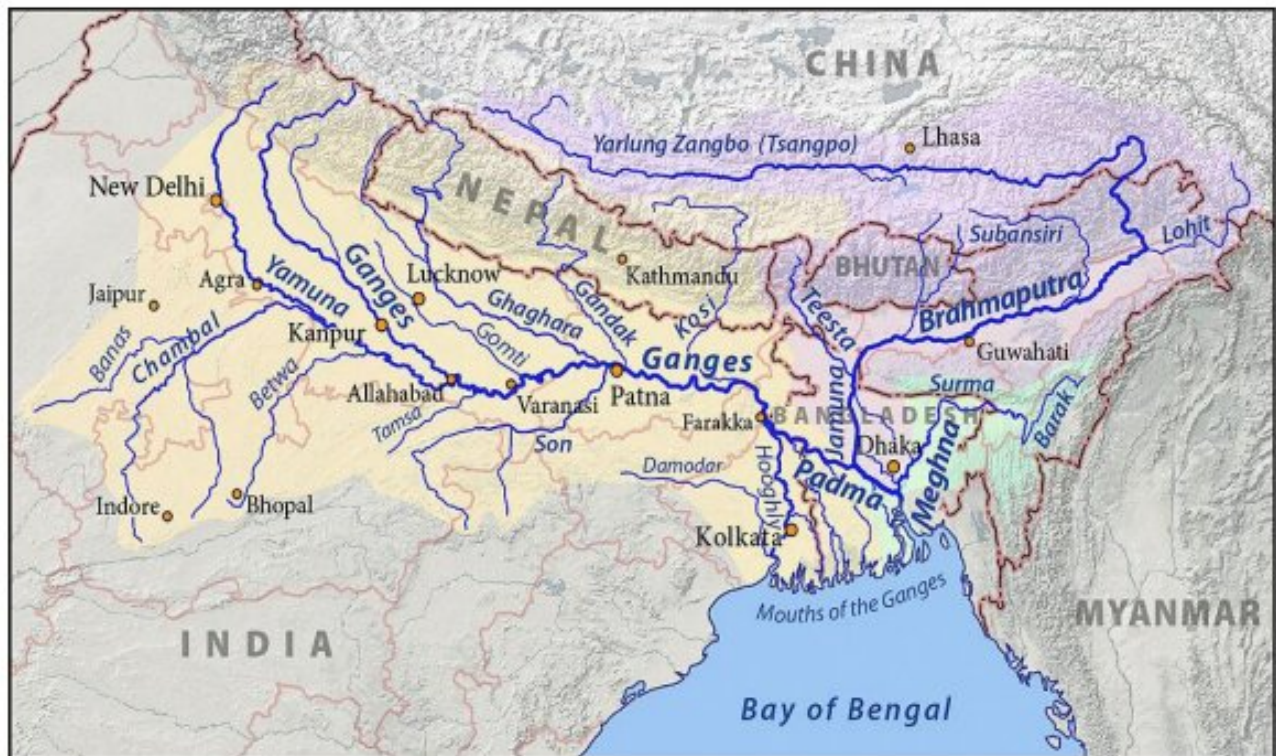 CHINA
Yarlung Zangbo (Tsangpo)
Lhasa
New Delhi
NEPAL
Subansiri
Lohit
Kathmandu
BHUTAN
Agra
Yamuna
Ganges
Lucknow
Jaipur
Ghaghara
Gandak
Kosi
Teesta
Brahmaputra
Banas
Chambal
Kanpur
Gomti
Ganges
Guwahati
Betwa
Allahabad
Varanasi
Patna
Surma
Tamsa
Farakka
BANGLADESH
Jamuna
Barak
Son
Dhaka
Damodar
Hooghly
Padma
Meghna
Indore
Bhopal
Kolkata
Mouths of the Ganges
INDIA
MYANMAR
Bay of Bengal